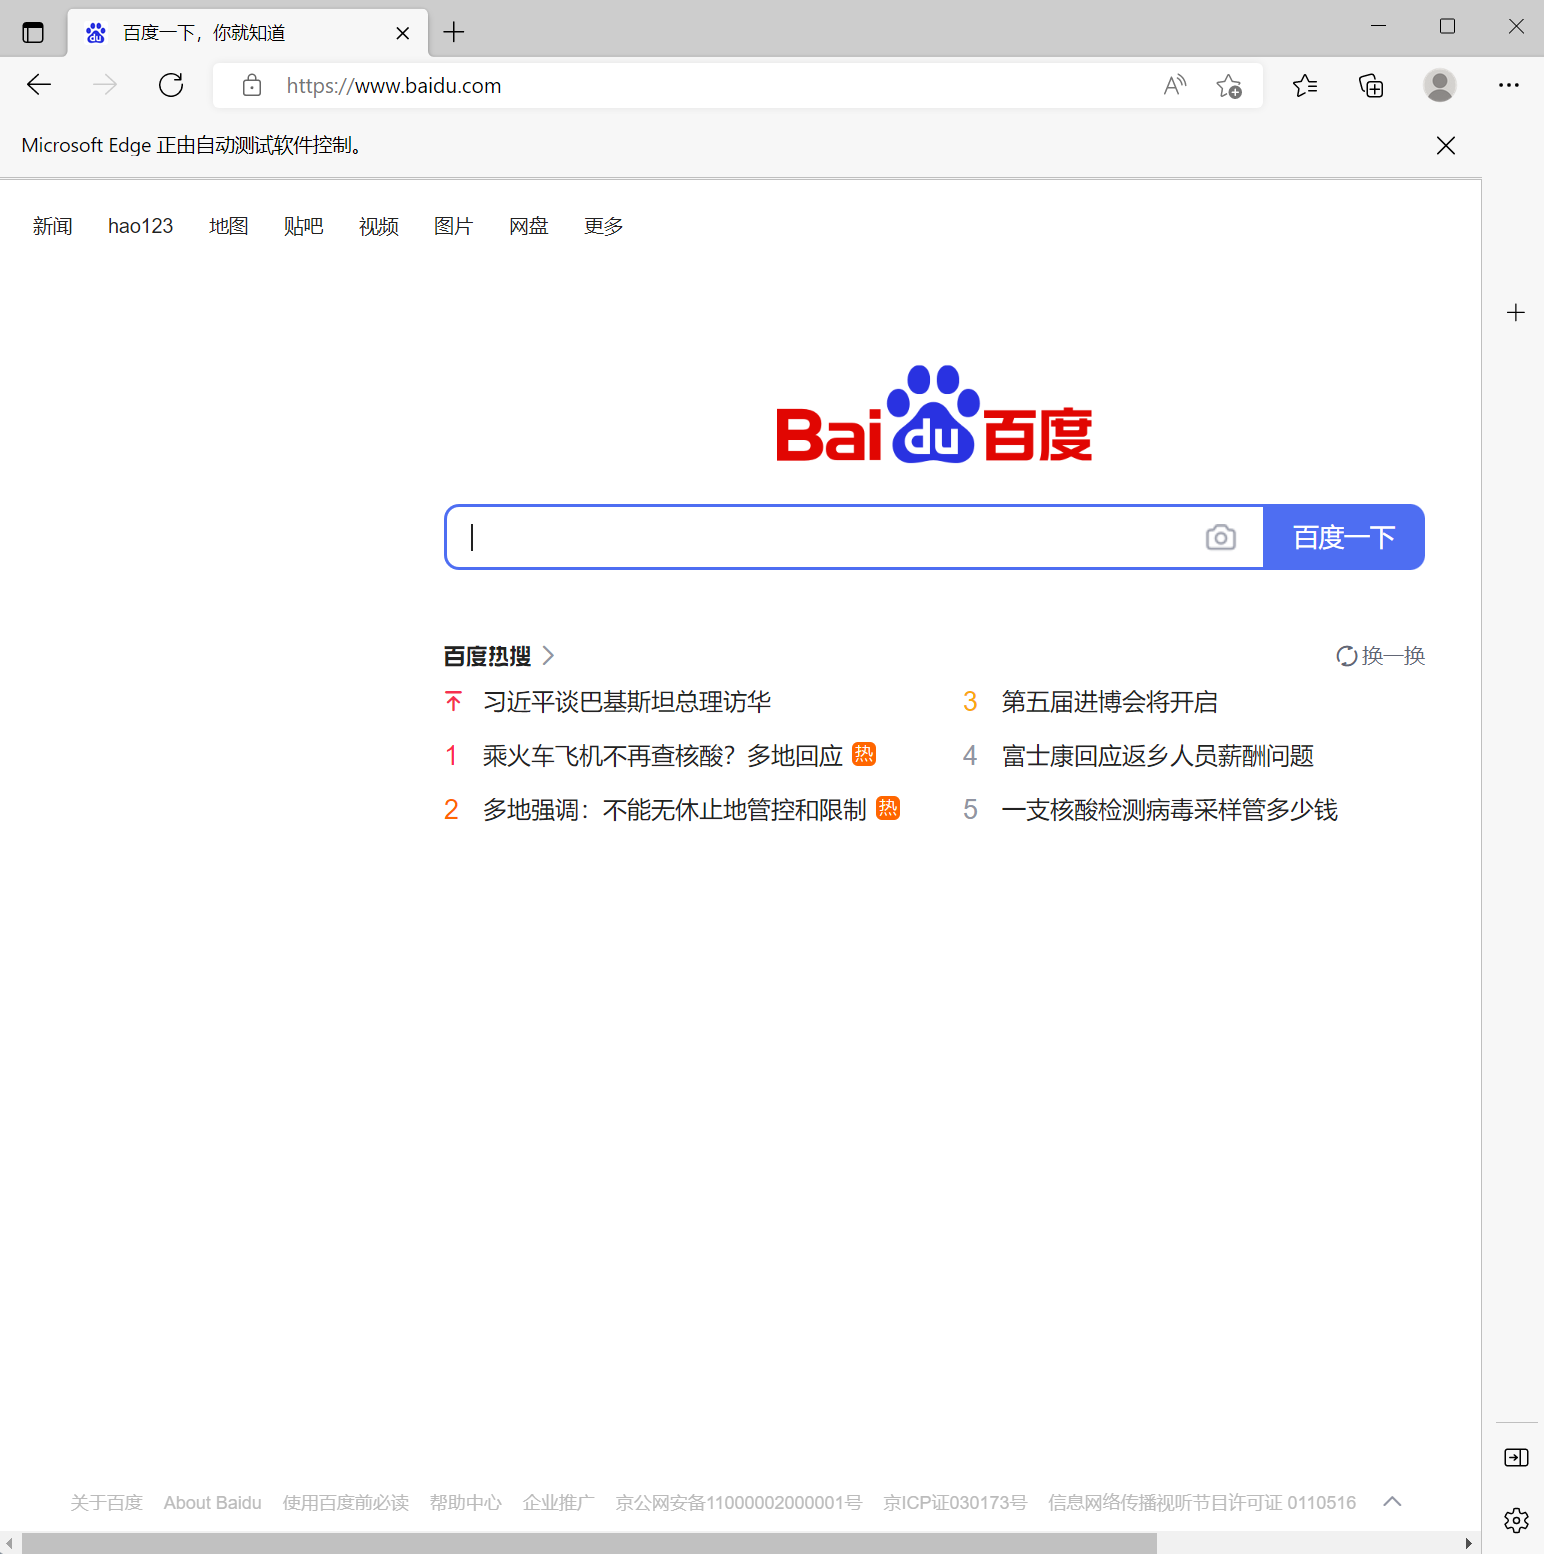 百度一下，你就知道
https://www.baidu.com
Microsoft Edge 正由自动测试软件控制。
新闻 hao123 地图 贴吧 视频 图片 网盘 更多
Bai du 百度
百度一下
百度热搜 换一换
习近平谈巴基斯坦总理访华
1 乘火车飞机不再查核酸？多地回应 热
2 多地强调：不能无休止地管控和限制 热
3 第五届进博会将开启
4 富士康回应返乡人员薪酬问题
5 一支核酸检测病毒采样管多少钱
关于百度 About Baidu 使用百度前必读 帮助中心 企业推广 京公网安备11000002000001号 京ICP证030173号 信息网络传播视听节目许可证 0110516